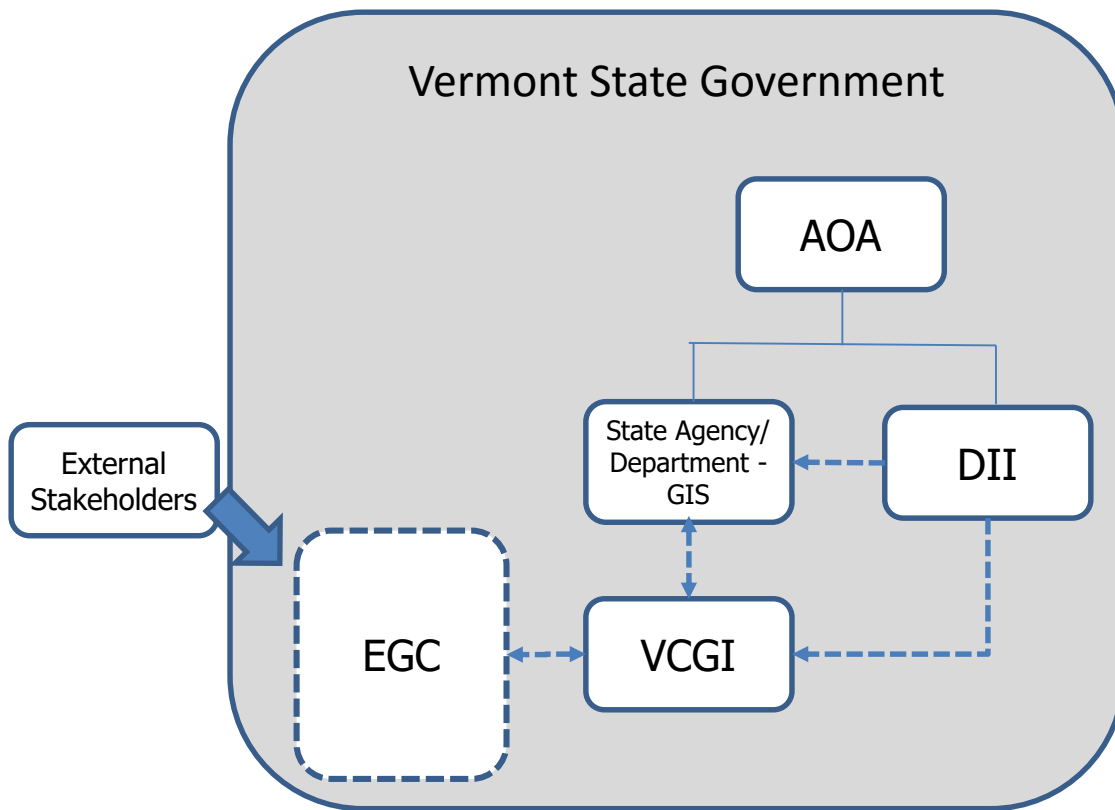 Vermont State Government
AOA
State Agency/
Department -
GIS
DII
External
Stakeholders
EGC
VCGI